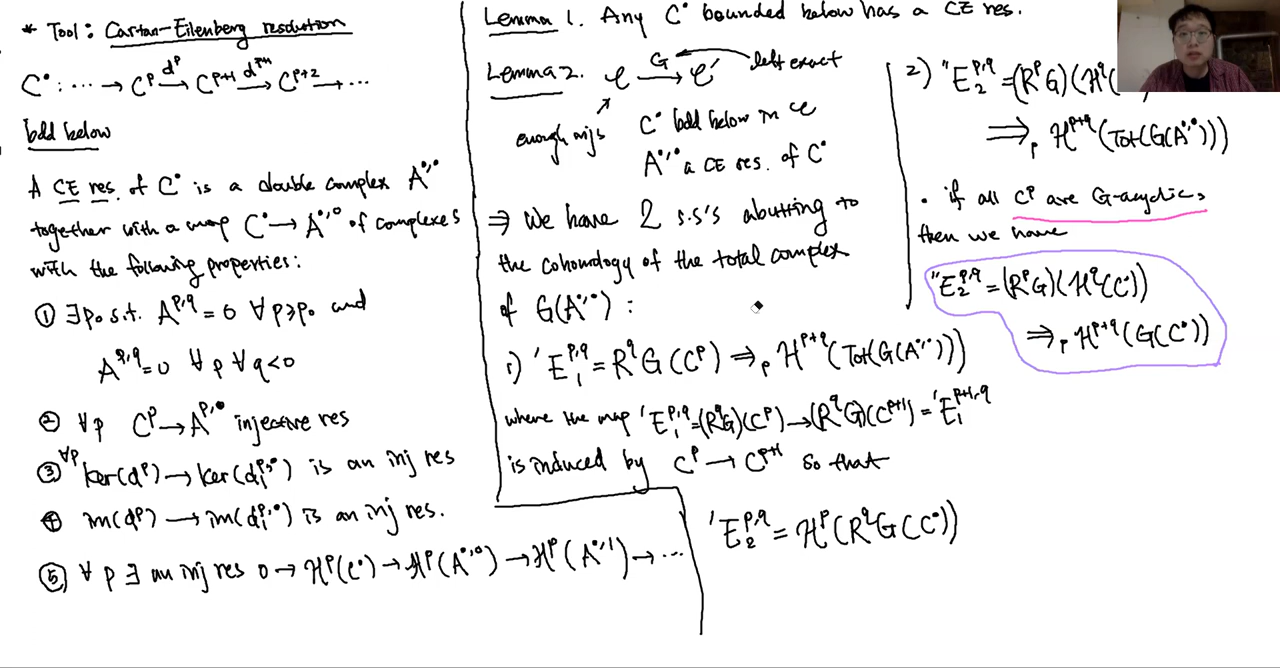 * Tool: Cartan-Eilenberg resolution
C^• : ⋯ → C^p →^{d^p} C^{p+1} →^{d^{p+1}} C^{p+2} → ⋯
bdd below
A CE res. of C^• is a double complex A^{•,•}
together with a map C^• → A^{•,0} of complexes
with the following properties:
① ∃p₀ s.t. A^{p,q} = 0 ∀ p ≥ p₀ and
A^{p,q} = 0 ∀ p ∀ q < 0
② ∀p C^p → A^{p,•} injective res
③ ∀p ker(d^p) → ker(d_1^{p,•}) is an inj res
④ im(d^p) → im(d_1^{p,•}) is an inj res.
⑤ ∀ p ∃ an inj res 0 → H^p(C^•) → H^p(A^{•,0}) → H^p(A^{•,1}) → ⋯
Lemma 1. Any C^• bounded below has a CE res.
Lemma 2. 𝒞 →^G 𝒞' left exact
enough injs C^• bdd below in 𝒞
A^{•,•} a CE res. of C^•
⇒ We have 2 s.s's abutting to
the cohomology of the total complex
of G(A^{•,•}) :
1) 'E_1^{p,q} = R^qG(C^p) ⇒_p H^{p+q}(Tot(G(A^{•,•})))
where the map 'E_1^{p,q} = (R^qG)(C^p) → (R^qG)(C^{p+1}) = 'E_1^{p+1,q}
is induced by C^p → C^{p+1} so that
'E_2^{p,q} = H^p(R^qG(C^•))
2) "E_2^{p,q} = (R^pG)(H^q(
⇒_p H^{p+q}(Tot(G(A^{•,•})))
• if all C^p are G-acyclic,
then we have
"E_2^{p,q} = (R^pG)(H^q(C^•))
⇒_p H^{p+q}(G(C^•))